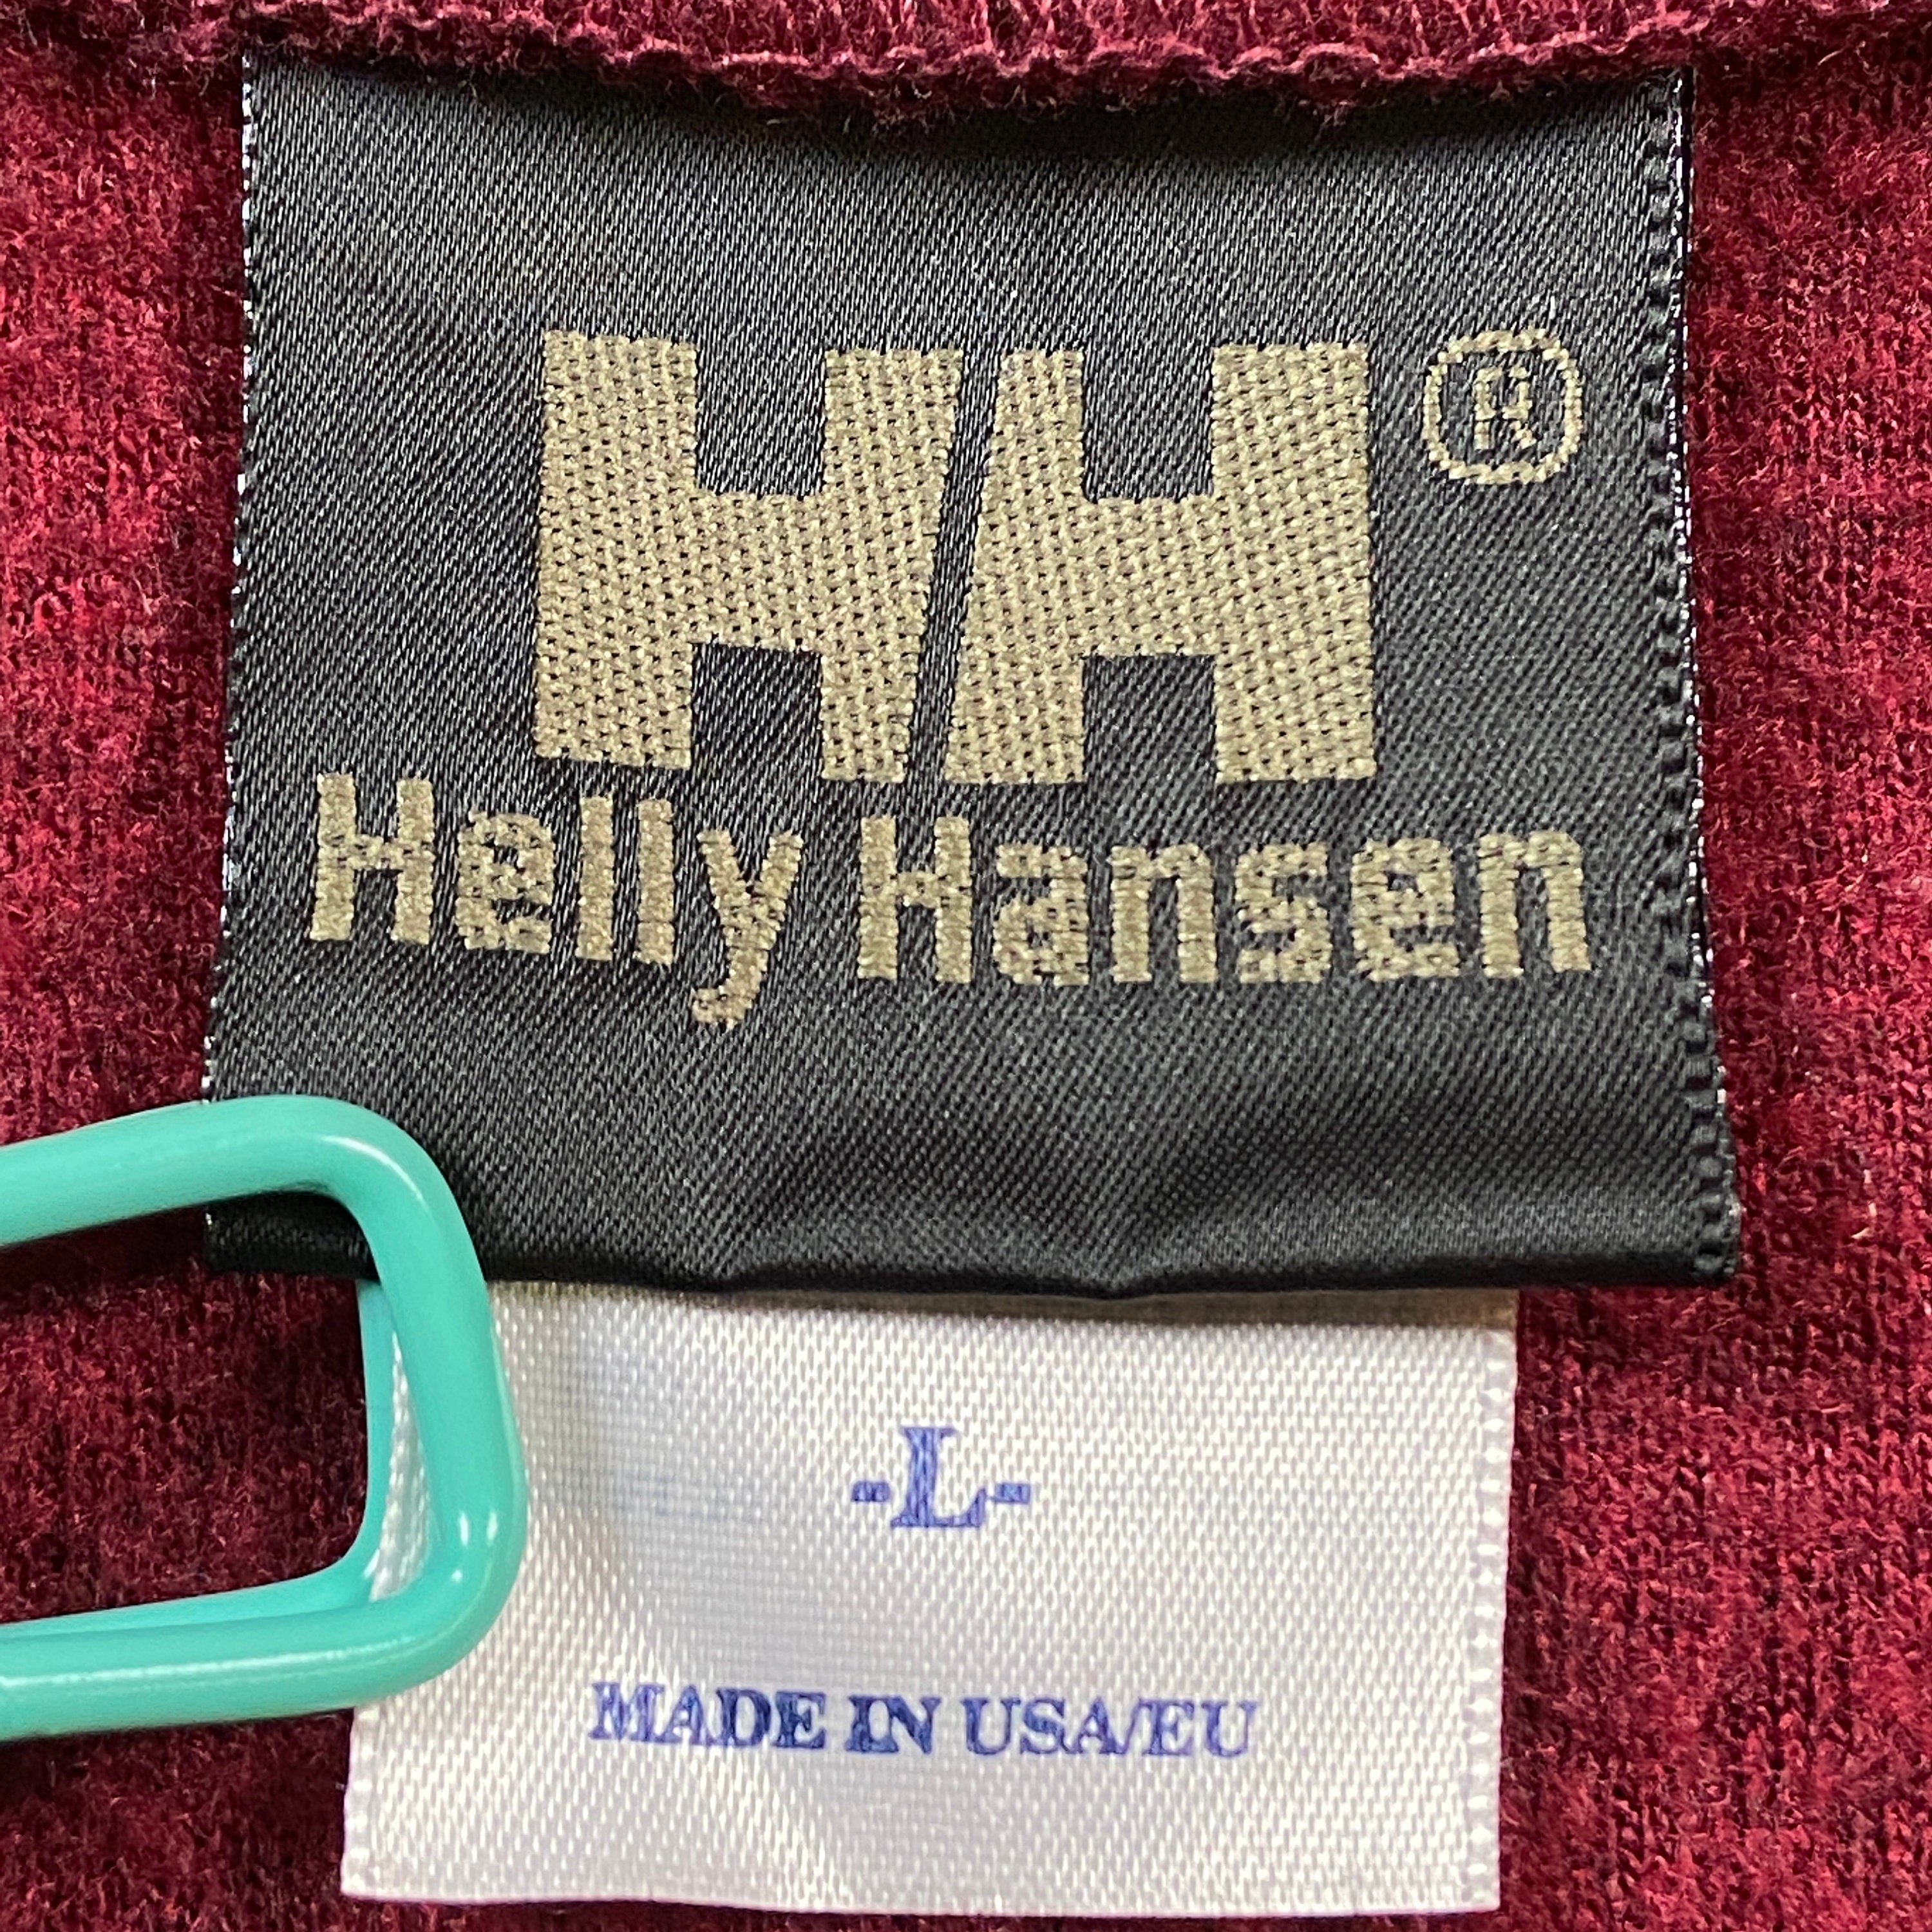 HH®
Helly Hansen
-L-
MADE IN USA/EU